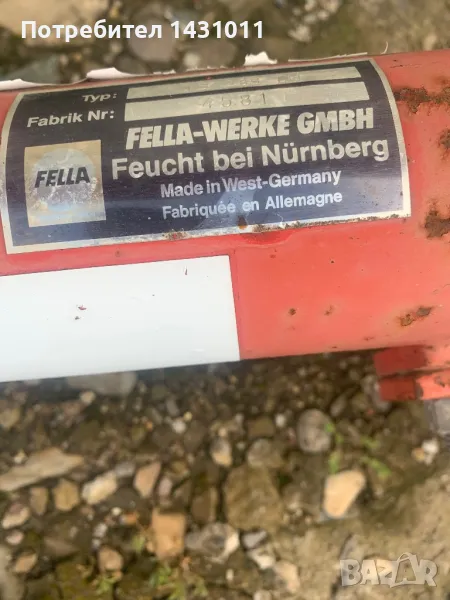 Потребител 1431011
Typ:
Fabrik Nr:
FELLA-WERKE GMBH
FELLA
Feucht bei Nürnberg
Made in West-Germany
Fabriquée en Allemagne
BAZAR